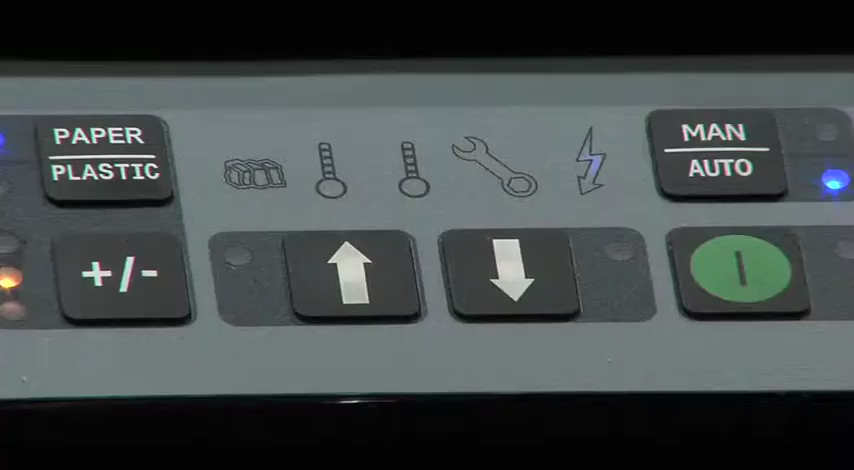 PAPER
PLASTIC
MAN
AUTO
+/-